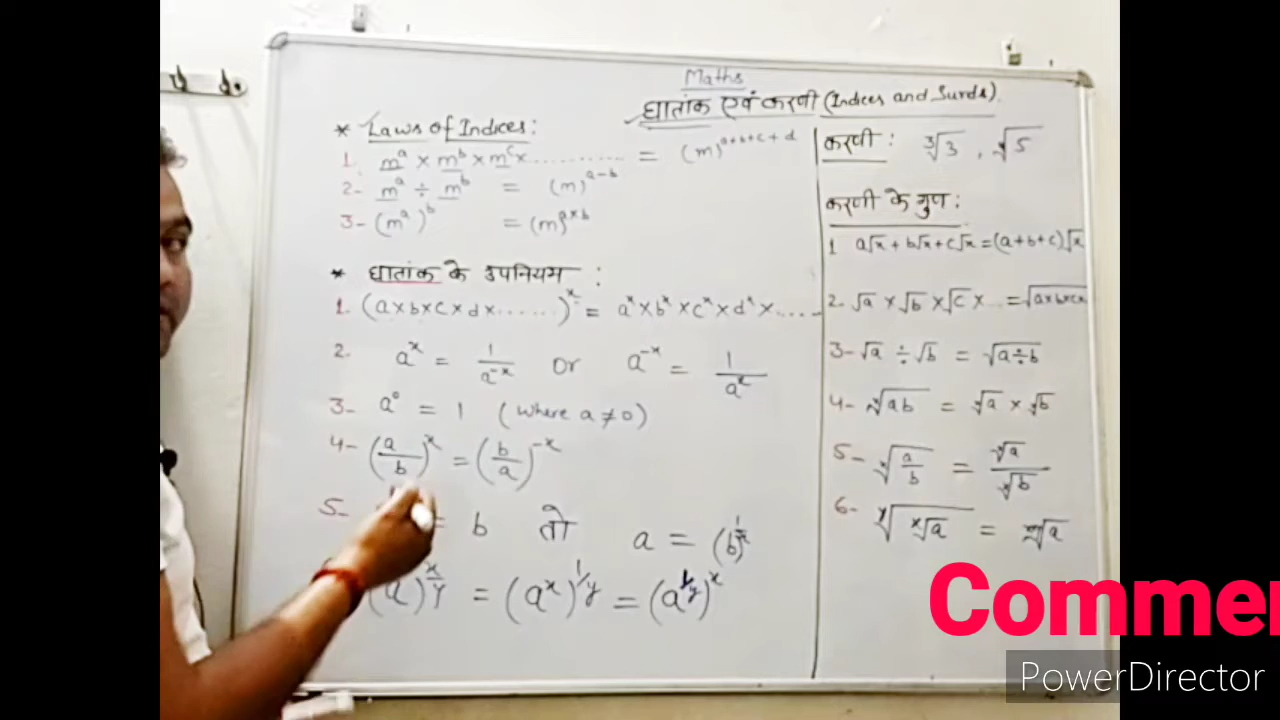 Maths
घातांक एवं करणी (Indices and Surds)
* Laws of Indices:
1. mᵃ × mᵇ × mᶜ × .......... = (m)ᵃ⁺ᵇ⁺ᶜ⁺ᵈ
2- mᵃ ÷ mᵇ = (m)ᵃ⁻ᵇ
3- (mᵃ)ᵇ = (m)ᵃˣᵇ
* घातांक के उपनियम :
1. (a×b×c×d×......)ˣ = aˣ × bˣ × cˣ × dˣ × ....
2. aˣ = 1/a⁻ˣ Or a⁻ˣ = 1/aˣ
3- a⁰ = 1 (where a ≠ 0)
4- (a/b)ˣ = (b/a)⁻ˣ
5- = b तो a = (b)^(1/x)
(a)^(x/y) = (aˣ)^(1/y) = (a^(1/y))ˣ
करणी : ³√3 , √5
करणी के गुण :
1 a√x + b√x + c√x = (a+b+c)√x
2- √a × √b × √c × .. = √a×b×c×
3- √a ÷ √b = √a÷b
4- ˣ√ab = ˣ√a × ˣ√b
5- ˣ√(a/b) = ˣ√a / ˣ√b
6- ʸ√ˣ√a = √a
Commen
PowerDirector